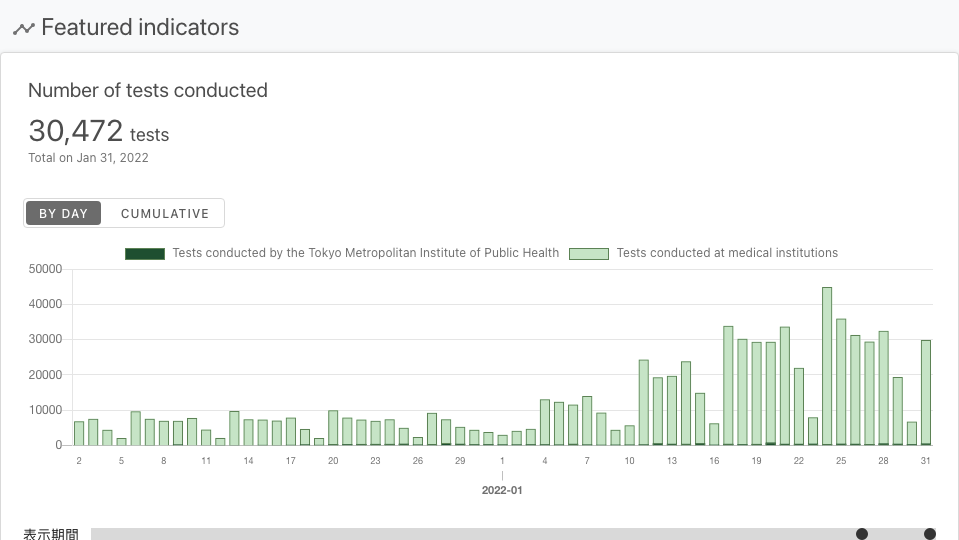 Featured indicators
Number of tests conducted
30,472 tests
Total on Jan 31, 2022
BY DAY CUMULATIVE
Tests conducted by the Tokyo Metropolitan Institute of Public Health Tests conducted at medical institutions
50000
40000
30000
20000
10000
0
2 5 8 11 14 17 20 23 26 29 1 4 7 10 13 16 19 22 25 28 31
2022-01
表示期間